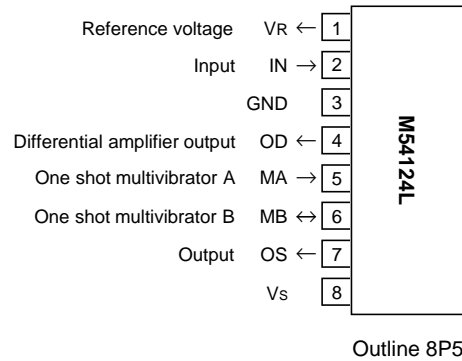 Reference voltage VR ← 1
Input IN → 2
GND 3
Differential amplifier output OD ← 4
One shot multivibrator A MA → 5
One shot multivibrator B MB ↔ 6
Output OS ← 7
VS 8
M54124L
Outline 8P5